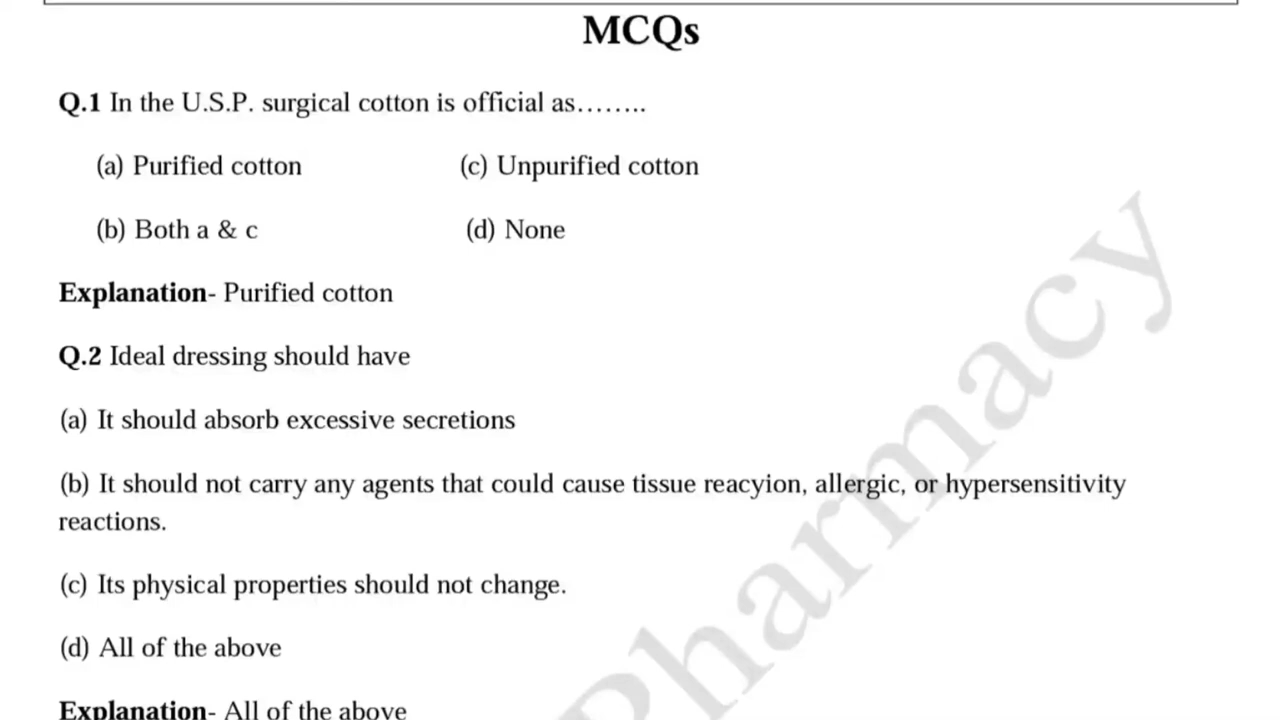 MCQs
Q.1 In the U.S.P. surgical cotton is official as……..
(a) Purified cotton (c) Unpurified cotton
(b) Both a & c (d) None
Explanation- Purified cotton
Q.2 Ideal dressing should have
(a) It should absorb excessive secretions
(b) It should not carry any agents that could cause tissue reacyion, allergic, or hypersensitivity
reactions.
(c) Its physical properties should not change.
(d) All of the above
Explanation- All of the above
Pharmacy